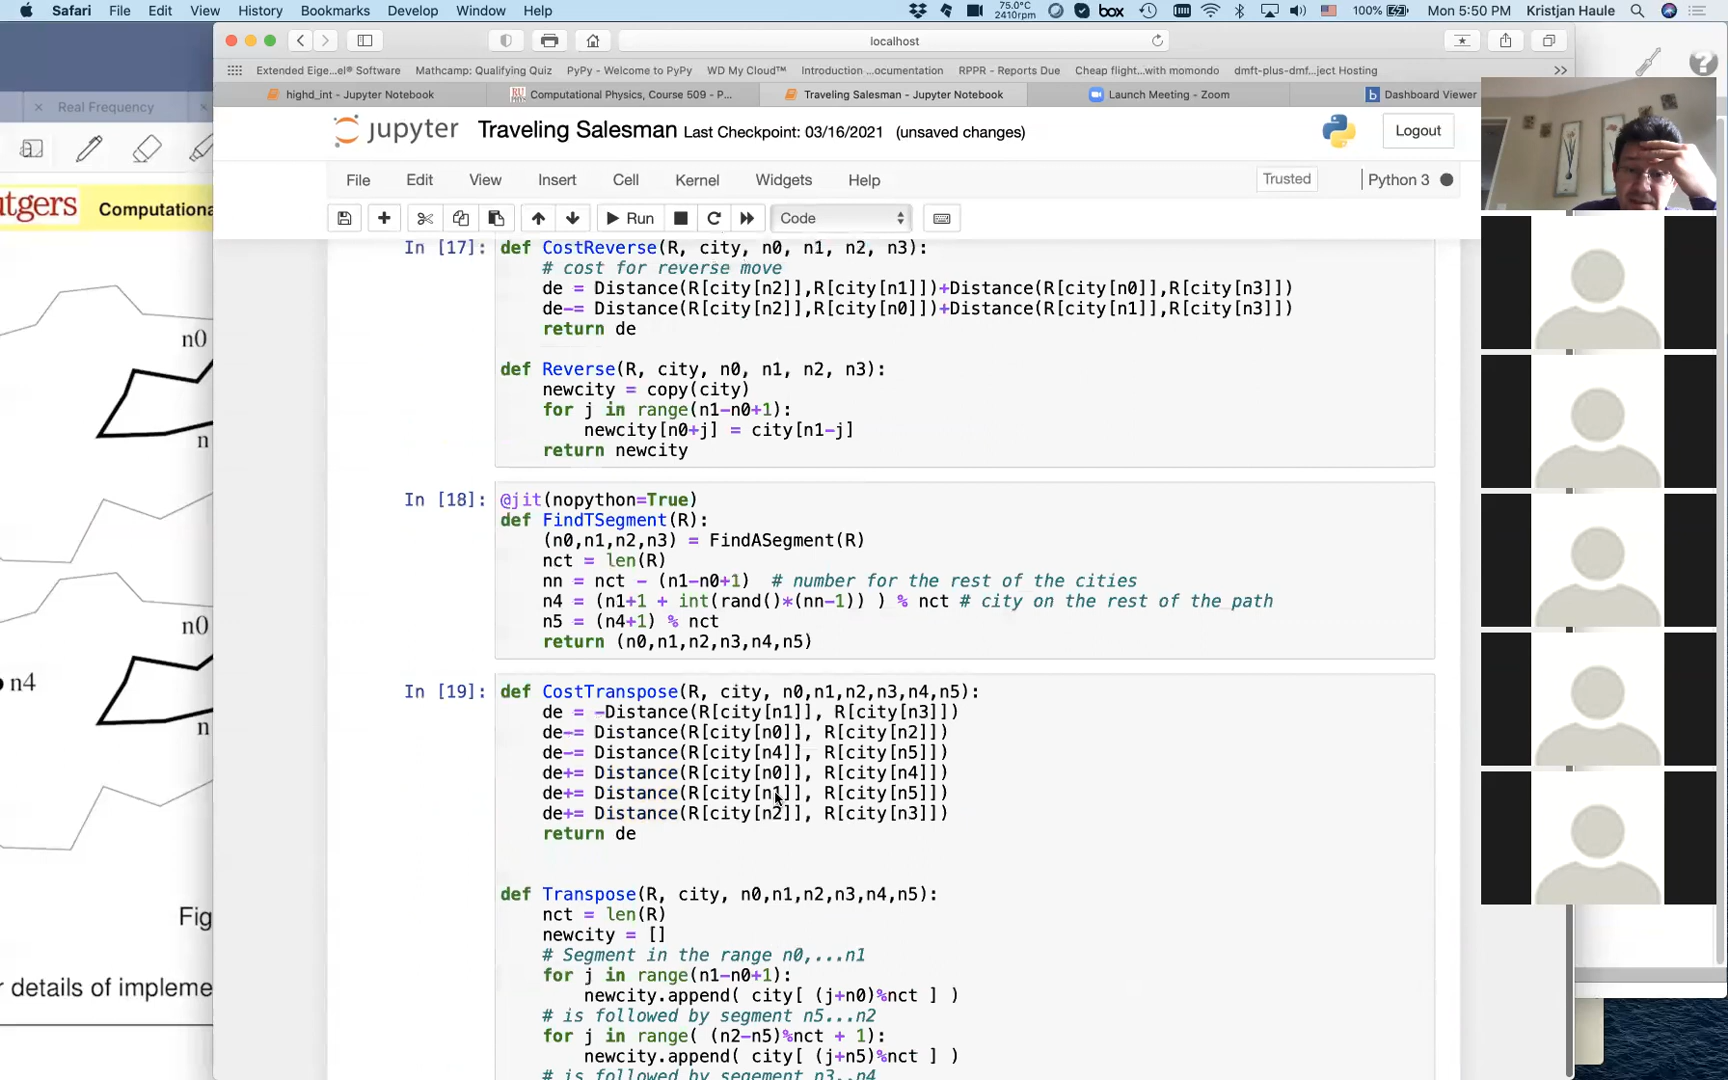 Safari File Edit View History Bookmarks Develop Window Help
75.0°C
2410rpm
box
100%
Mon 5:50 PM Kristjan Haule
localhost
Extended Eige...el® Software Mathcamp: Qualifying Quiz PyPy - Welcome to PyPy WD My Cloud™ Introduction ...ocumentation RPPR - Reports Due Cheap flight...with momondo dmft-plus-dmf...ject Hosting
highd_int - Jupyter Notebook Computational Physics, Course 509 - P... Traveling Salesman - Jupyter Notebook Launch Meeting - Zoom Dashboard Viewer
Real Frequency
jupyter Traveling Salesman Last Checkpoint: 03/16/2021 (unsaved changes)
Logout
File Edit View Insert Cell Kernel Widgets Help
Trusted Python 3
Run
Code
utgers
Computationa
n0
n
n0
n4
n
Fig
r details of impleme
In [17]: def CostReverse(R, city, n0, n1, n2, n3):
# cost for reverse move
de = Distance(R[city[n2]],R[city[n1]])+Distance(R[city[n0]],R[city[n3]])
de-= Distance(R[city[n2]],R[city[n0]])+Distance(R[city[n1]],R[city[n3]])
return de
def Reverse(R, city, n0, n1, n2, n3):
newcity = copy(city)
for j in range(n1-n0+1):
newcity[n0+j] = city[n1-j]
return newcity
In [18]: @jit(nopython=True)
def FindTSegment(R):
(n0,n1,n2,n3) = FindASegment(R)
nct = len(R)
nn = nct - (n1-n0+1) # number for the rest of the cities
n4 = (n1+1 + int(rand()*(nn-1)) ) % nct # city on the rest of the path
n5 = (n4+1) % nct
return (n0,n1,n2,n3,n4,n5)
In [19]: def CostTranspose(R, city, n0,n1,n2,n3,n4,n5):
de = -Distance(R[city[n1]], R[city[n3]])
de-= Distance(R[city[n0]], R[city[n2]])
de-= Distance(R[city[n4]], R[city[n5]])
de+= Distance(R[city[n0]], R[city[n4]])
de+= Distance(R[city[n1]], R[city[n5]])
de+= Distance(R[city[n2]], R[city[n3]])
return de
def Transpose(R, city, n0,n1,n2,n3,n4,n5):
nct = len(R)
newcity = []
# Segment in the range n0,...n1
for j in range(n1-n0+1):
newcity.append( city[ (j+n0)%nct ] )
# is followed by segment n5...n2
for j in range( (n2-n5)%nct + 1):
newcity.append( city[ (j+n5)%nct ] )
# is followed by segement n3..n4